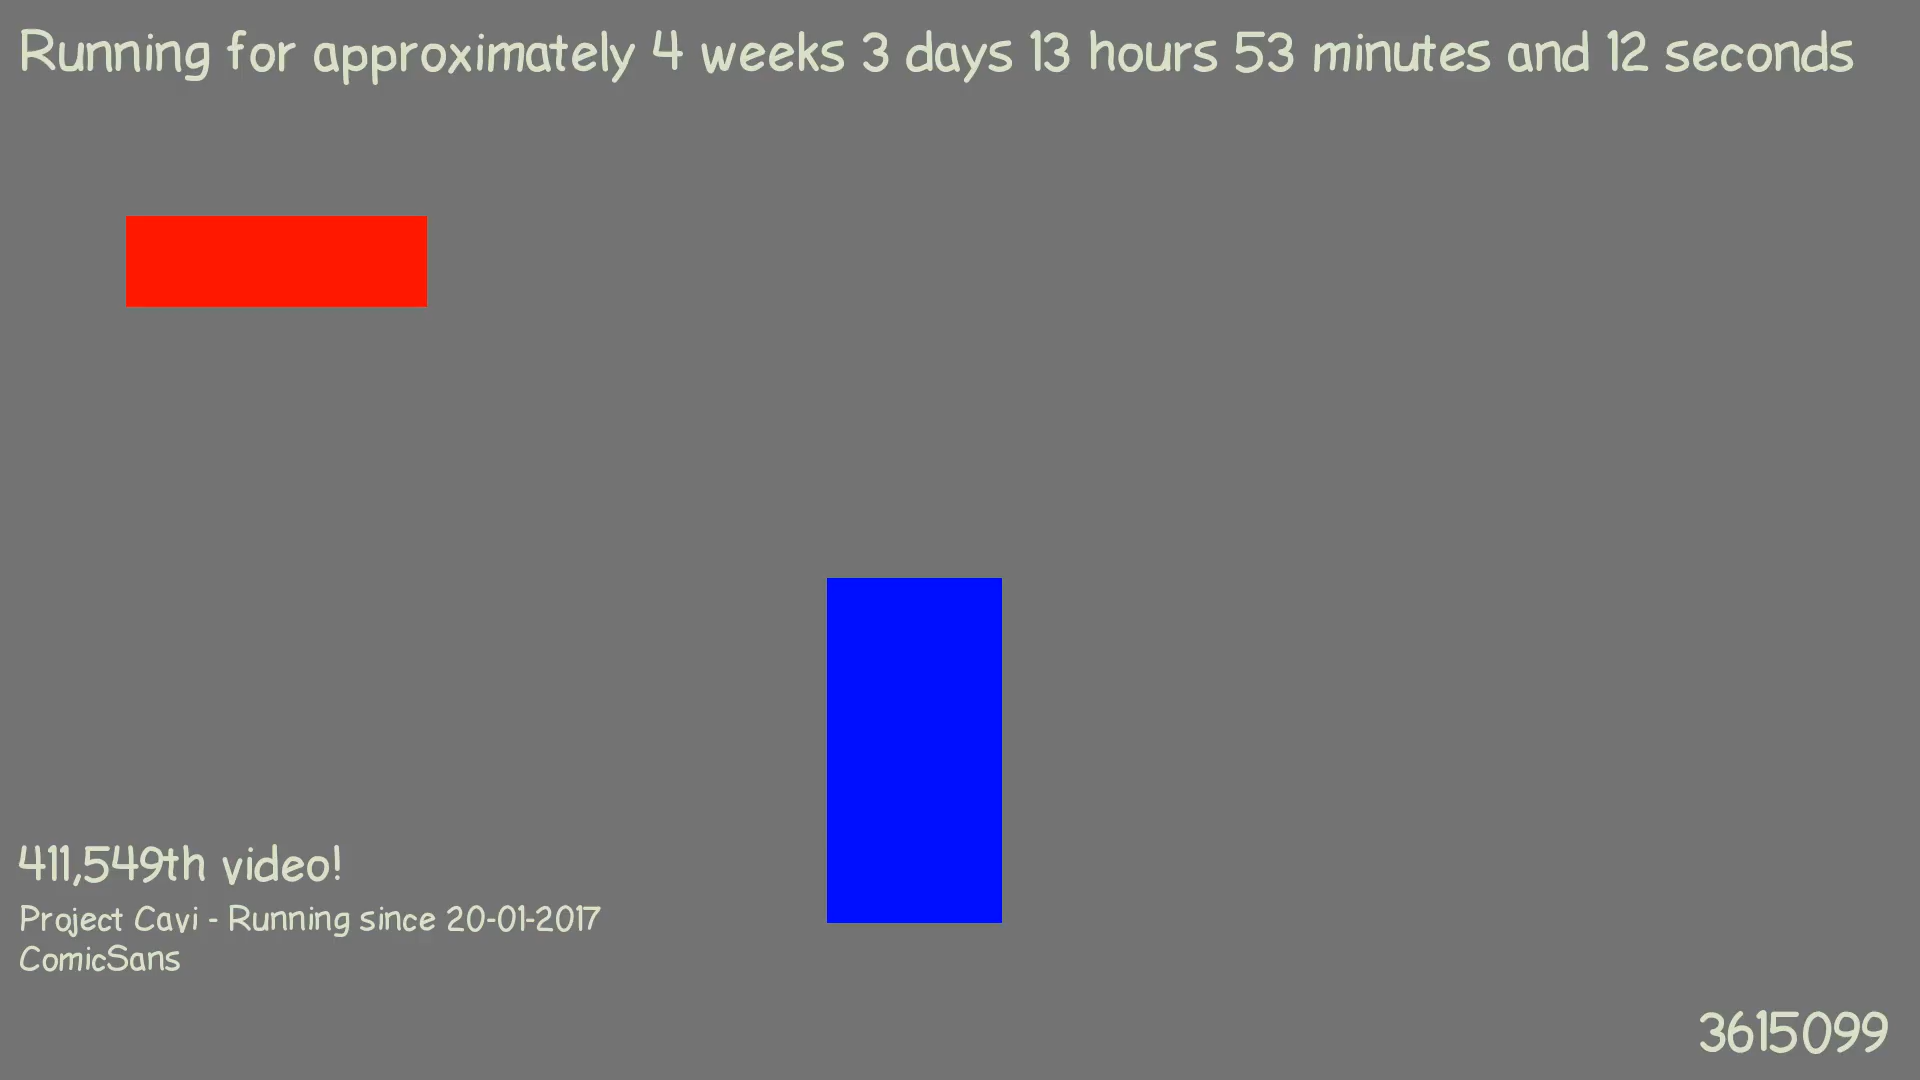 Running for approximately 4 weeks 3 days 13 hours 53 minutes and 12 seconds
411,549th video!
Project Cavi - Running since 20-01-2017
ComicSans
3615099